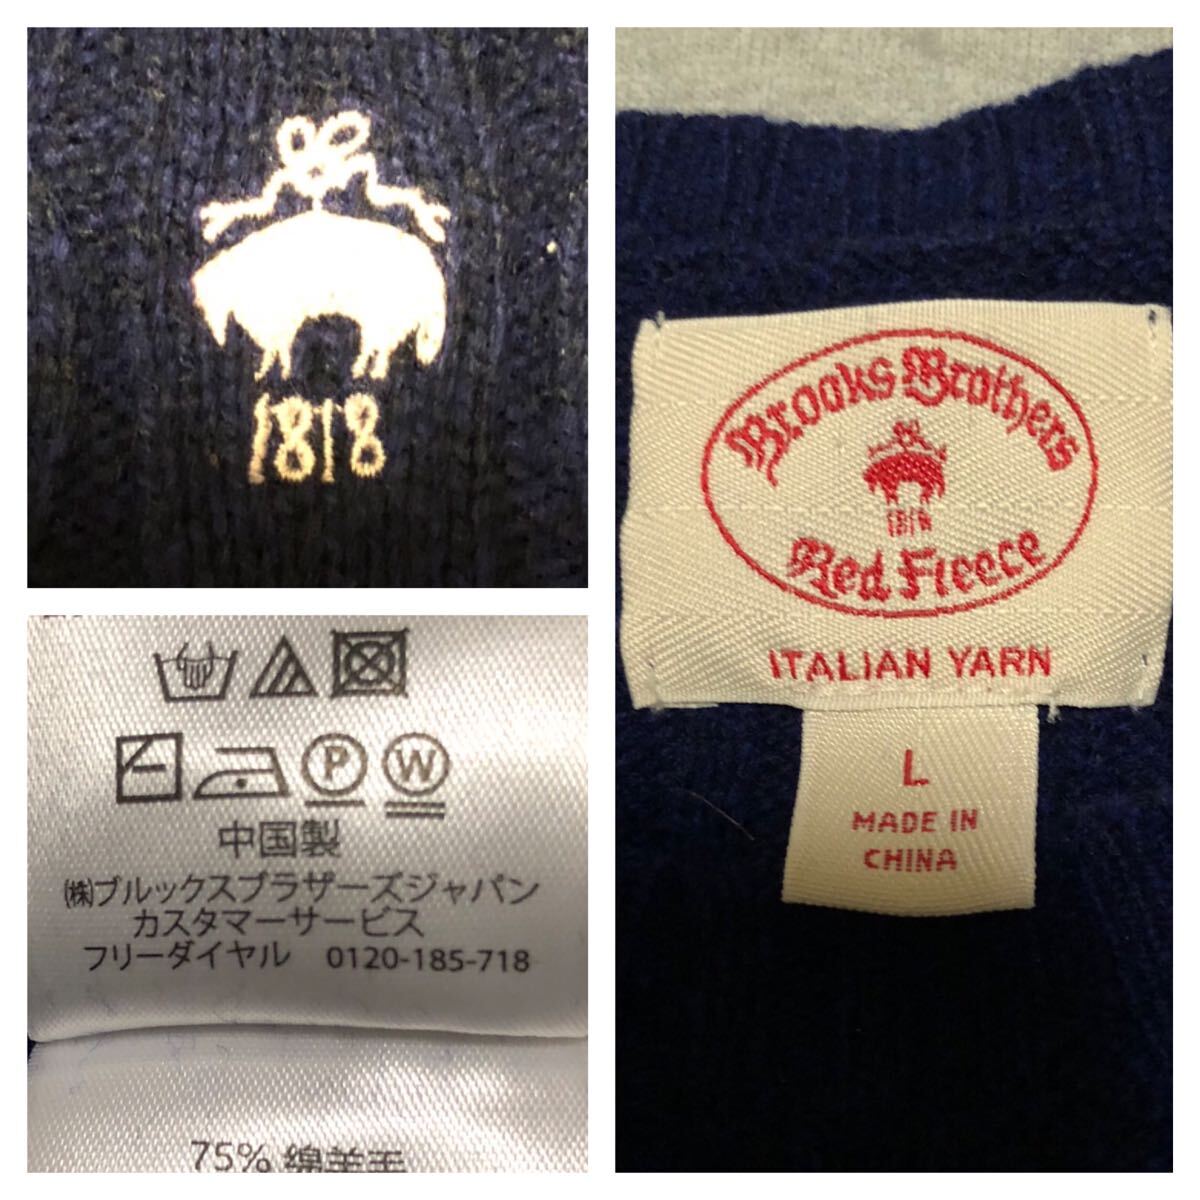 1818
Brooks Brothers
1818
Red Fleece
ITALIAN YARN
L
MADE IN
CHINA
P W
中国製
㈱ブルックスブラザーズジャパン
カスタマーサービス
フリーダイヤル 0120-185-718
75% 绵羊毛